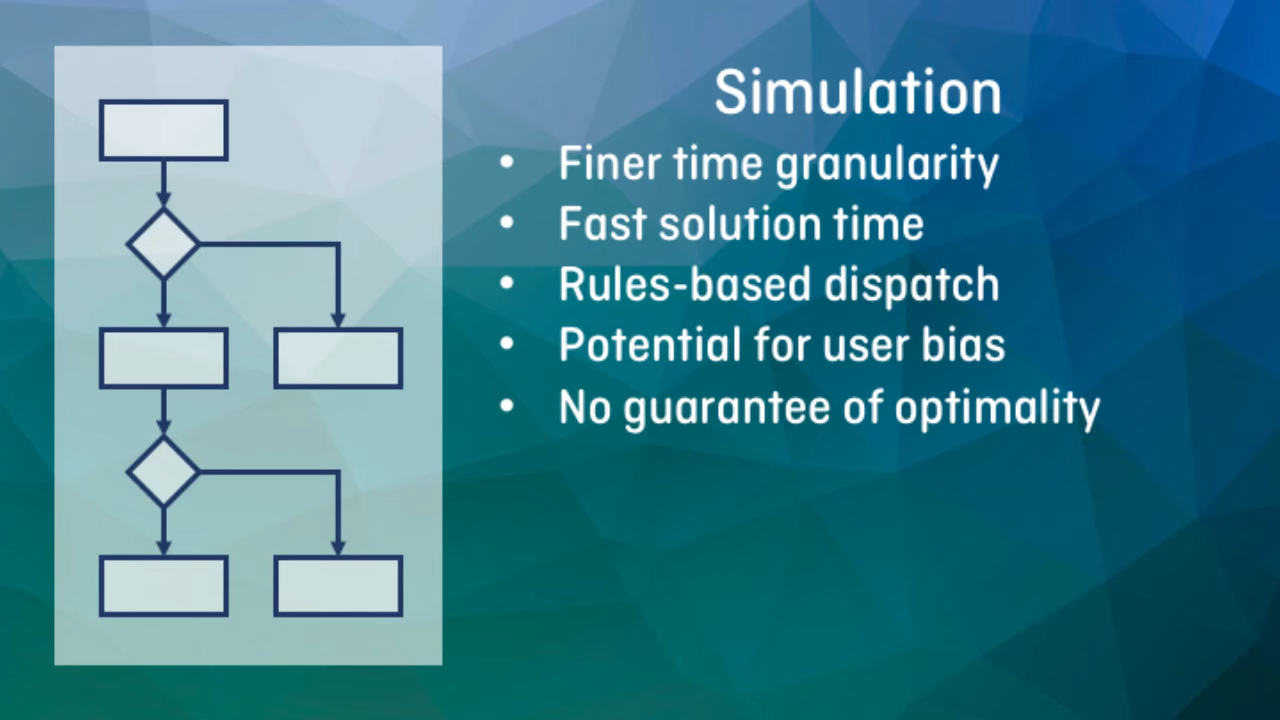 Simulation
• Finer time granularity
• Fast solution time
• Rules-based dispatch
• Potential for user bias
• No guarantee of optimality